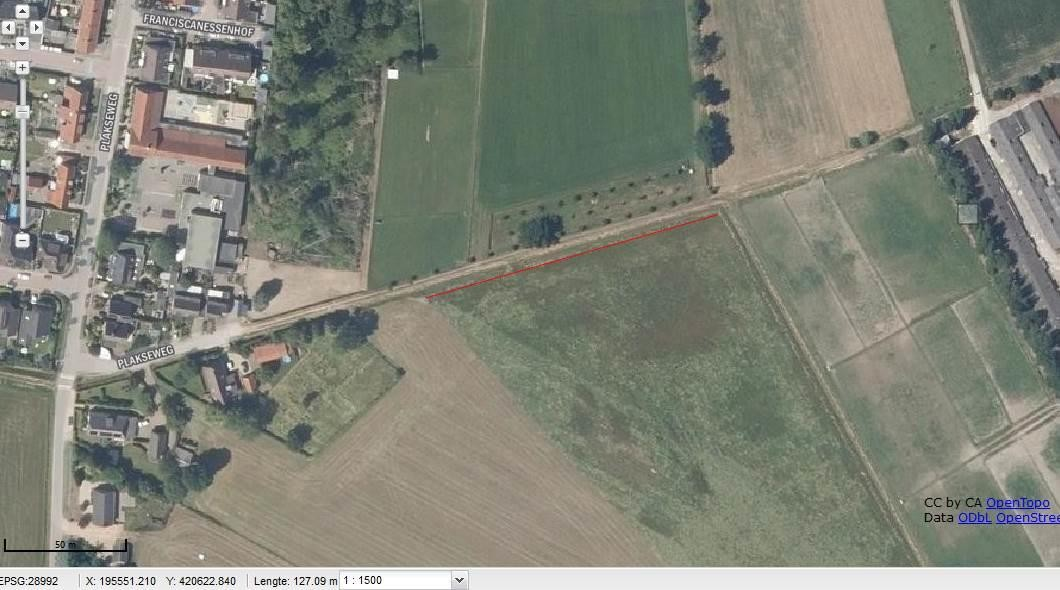 FRANCISCANESSENHOF
PLAKSEWEG
PLAKSEWEG
CC by CA OpenTopo
Data ODbL OpenStree
50 m
EPSG:28992 X: 195551.210 Y: 420622.840 Lengte: 127.09 m 1 : 1500